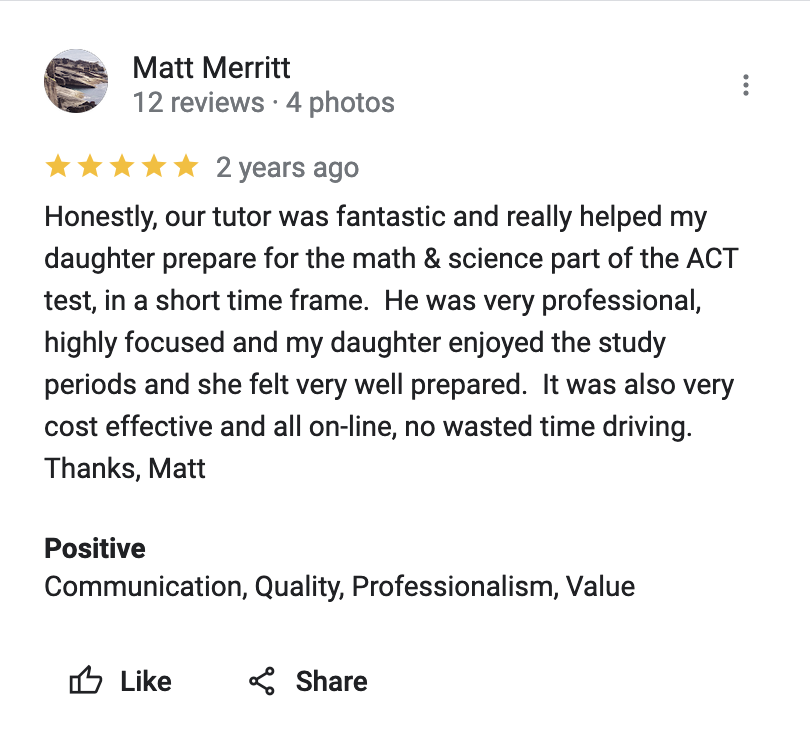 Matt Merritt
12 reviews · 4 photos
2 years ago
Honestly, our tutor was fantastic and really helped my
daughter prepare for the math & science part of the ACT
test, in a short time frame.  He was very professional,
highly focused and my daughter enjoyed the study
periods and she felt very well prepared.  It was also very
cost effective and all on-line, no wasted time driving.
Thanks, Matt
Positive
Communication, Quality, Professionalism, Value
Like Share